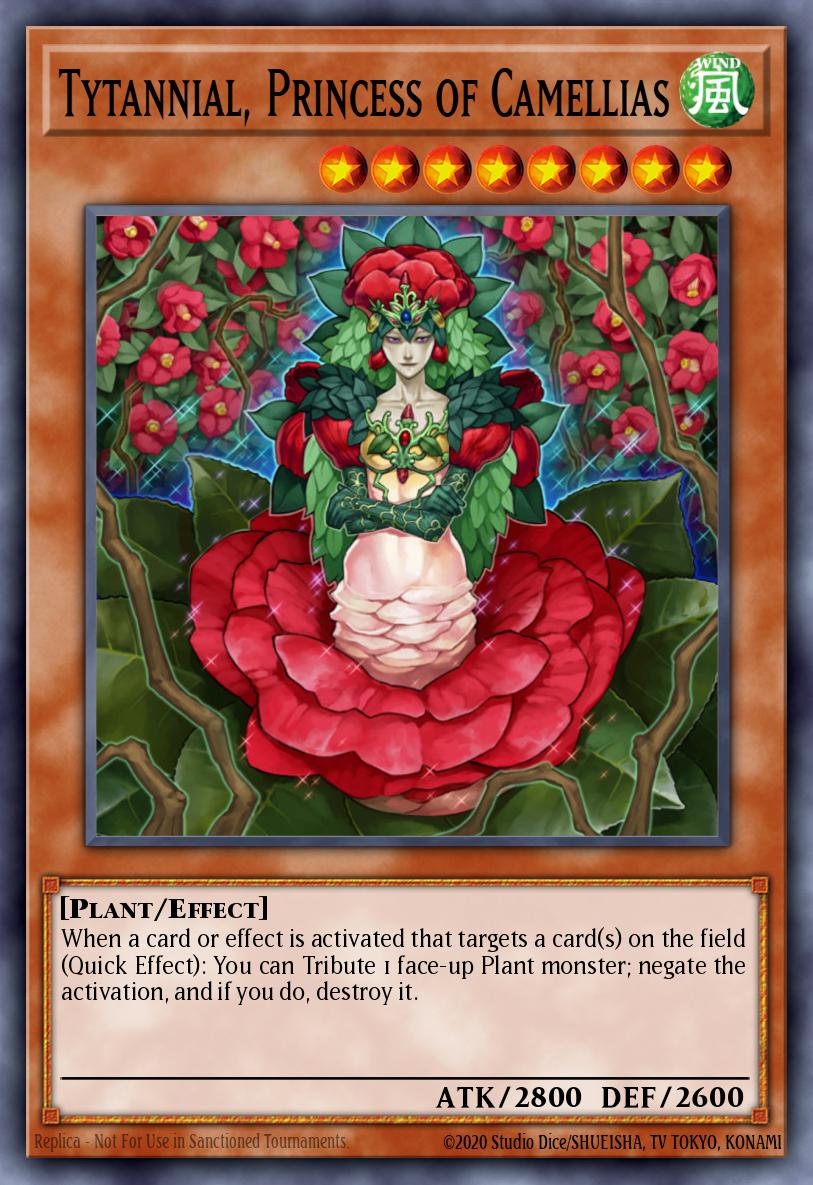 Tytannial, Princess of Camellias
WIND
風
[Plant/Effect]
When a card or effect is activated that targets a card(s) on the field
(Quick Effect): You can Tribute 1 face-up Plant monster; negate the
activation, and if you do, destroy it.
ATK/2800 DEF/2600
Replica - Not For Use in Sanctioned Tournaments.
©2020 Studio Dice/SHUEISHA, TV TOKYO, KONAMI